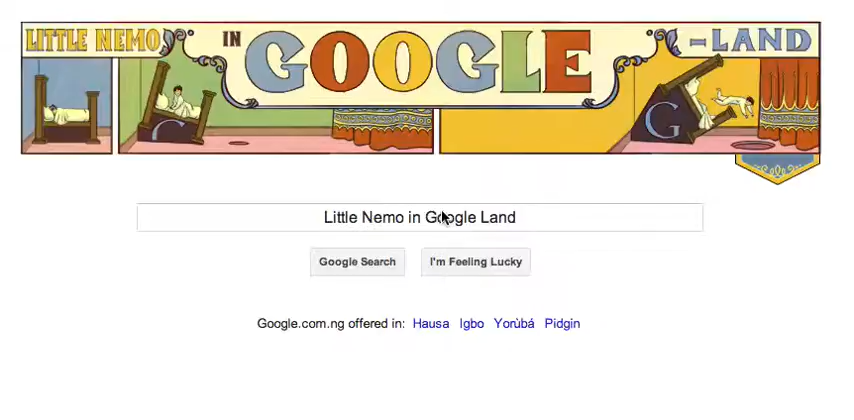 LITTLE NEMO IN GOOGLE -LAND
G G
Little Nemo in Google Land
Google Search I'm Feeling Lucky
Google.com.ng offered in: Hausa Igbo Yorùbá Pidgin